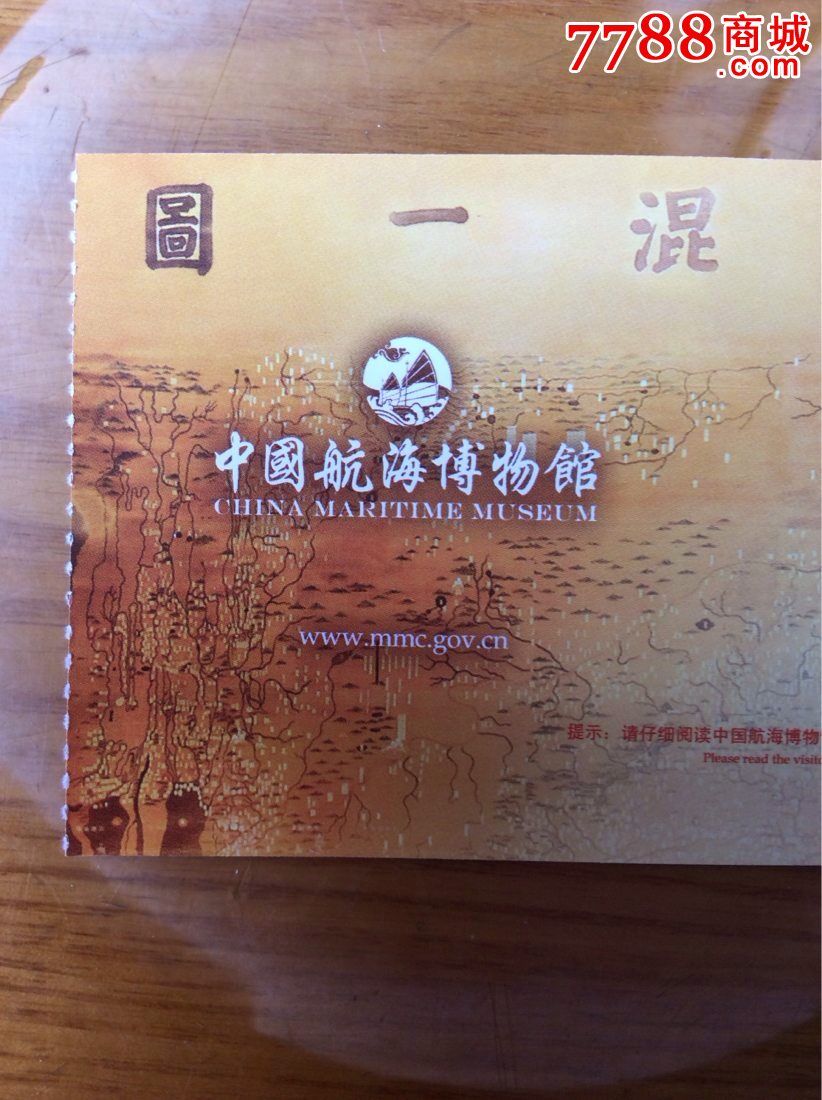 7788商城
.com
圖一混
中國航海博物館
CHINA MARITIME MUSEUM
www.mmc.gov.cn
提示：请仔细阅读中国航海博物
Please read the visito